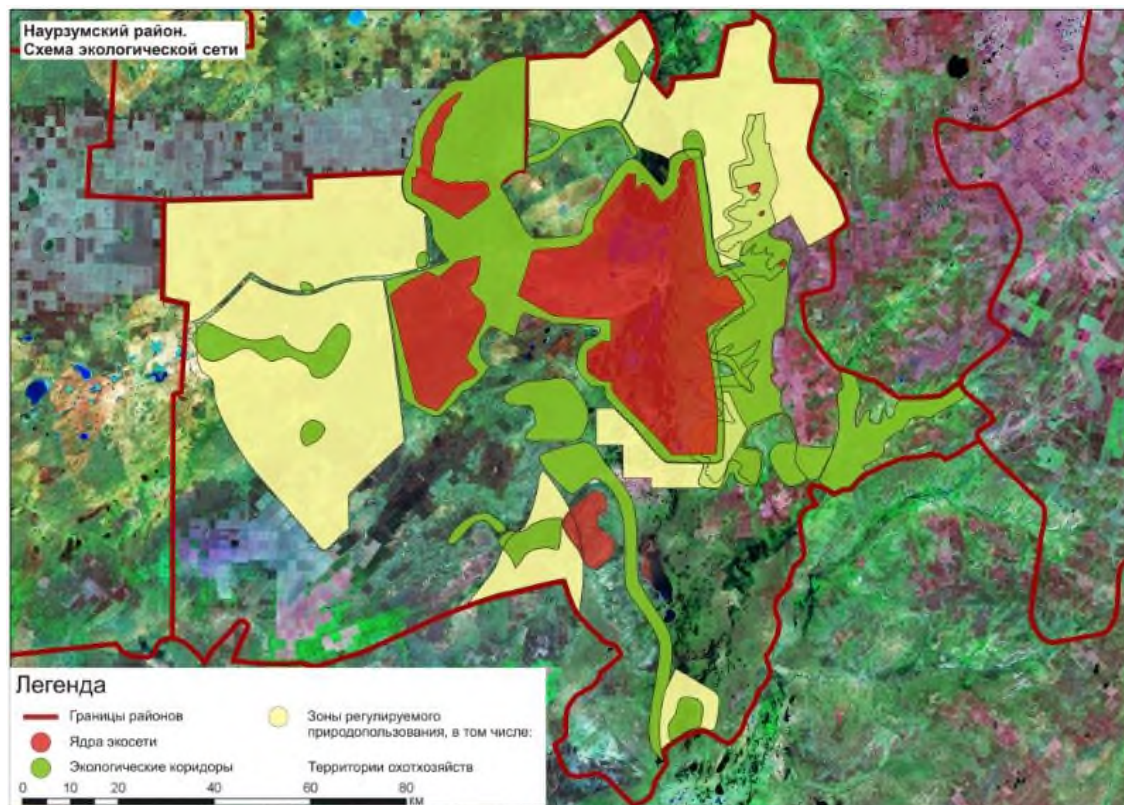 Наурзумский район.
Схема экологической сети
Легенда
Границы районов
Ядра экосети
Экологические коридоры
Зоны регулируемого
природопользования, в том числе:
Территории охотхозяйств
0 5 10 20 40 60 80
КМ